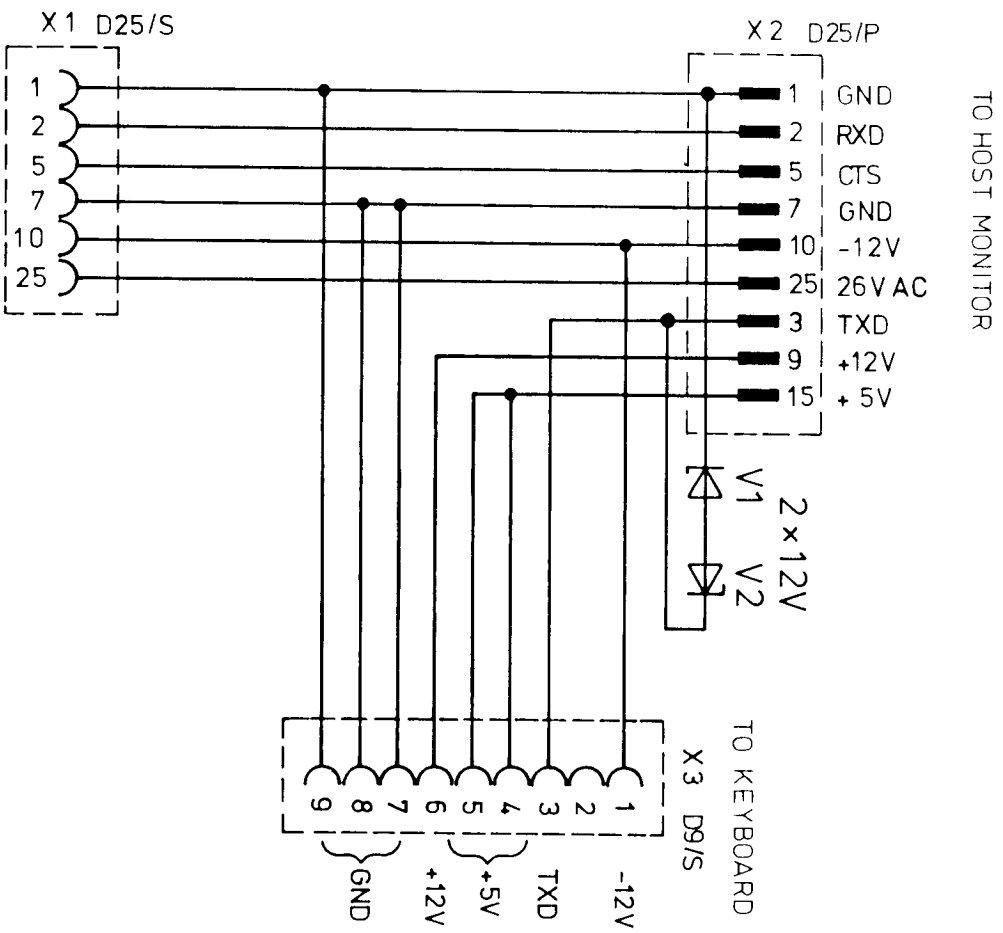 X1 D25/S
1
2
5
7
10
25
X2 D25/P
1 GND
2 RXD
5 CTS
7 GND
10 -12V
25 26VAC
3 TXD
9 +12V
15 +5V
TO HOST MONITOR
V1
V2
2×12V
TO KEYBOARD
X3 D9/S
9 8 7 6 5 4 3 2 1
GND
+12V
+5V
TXD
-12V